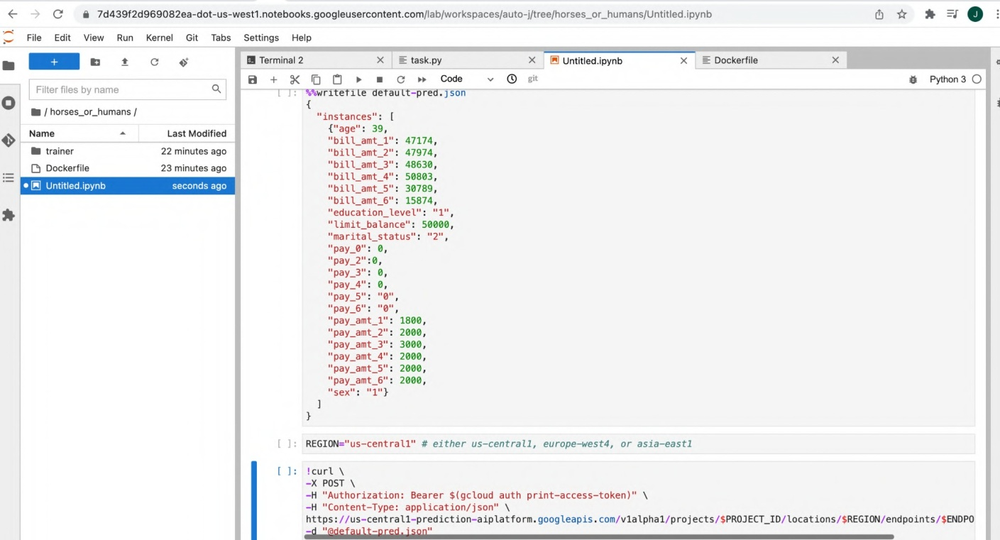 7d439f2d969082ea-dot-us-west1.notebooks.googleusercontent.com/lab/workspaces/auto-j/tree/horses_or_humans/Untitled.ipynb
J
File Edit View Run Kernel Git Tabs Settings Help
+
Filter files by name
/ horses_or_humans /
Name Last Modified
trainer 22 minutes ago
Dockerfile 23 minutes ago
Untitled.ipynb seconds ago
Terminal 2 task.py Untitled.ipynb Dockerfile
Code git Python 3
[ ]: %%writefile default-pred.json
{
"instances": [
{"age": 39,
"bill_amt_1": 47174,
"bill_amt_2": 47974,
"bill_amt_3": 48630,
"bill_amt_4": 50803,
"bill_amt_5": 30789,
"bill_amt_6": 15874,
"education_level": "1",
"limit_balance": 50000,
"marital_status": "2",
"pay_0": 0,
"pay_2":0,
"pay_3": 0,
"pay_4": 0,
"pay_5": "0",
"pay_6": "0",
"pay_amt_1": 1800,
"pay_amt_2": 2000,
"pay_amt_3": 3000,
"pay_amt_4": 2000,
"pay_amt_5": 2000,
"pay_amt_6": 2000,
"sex": "1"}
]
}
[ ]: REGION="us-central1" # either us-central1, europe-west4, or asia-east1
[ ]: !curl \
-X POST \
-H "Authorization: Bearer $(gcloud auth print-access-token)" \
-H "Content-Type: application/json" \
https://us-central1-prediction-aiplatform.googleapis.com/v1alpha1/projects/$PROJECT_ID/locations/$REGION/endpoints/$ENDPO
-d "@default-pred.json"